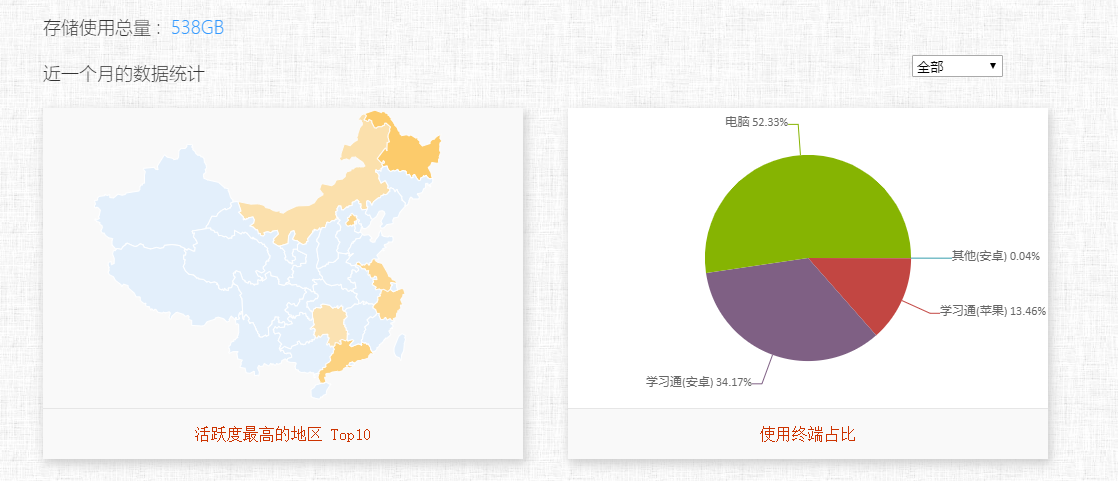 存储使用总量： 538GB
近一个月的数据统计
全部
电脑 52.33%
其他(安卓) 0.04%
学习通(苹果) 13.46%
学习通(安卓) 34.17%
活跃度最高的地区 Top10
使用终端占比